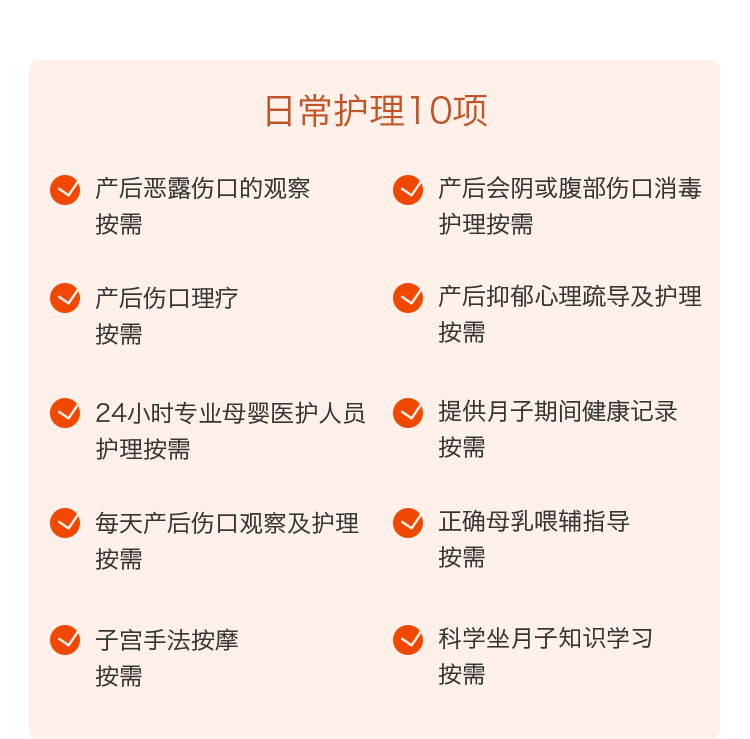 日常护理10项
产后恶露伤口的观察
按需
产后会阴或腹部伤口消毒
护理按需
产后伤口理疗
按需
产后抑郁心理疏导及护理
按需
24小时专业母婴医护人员
护理按需
提供月子期间健康记录
按需
每天产后伤口观察及护理
按需
正确母乳喂辅指导
按需
子宫手法按摩
按需
科学坐月子知识学习
按需